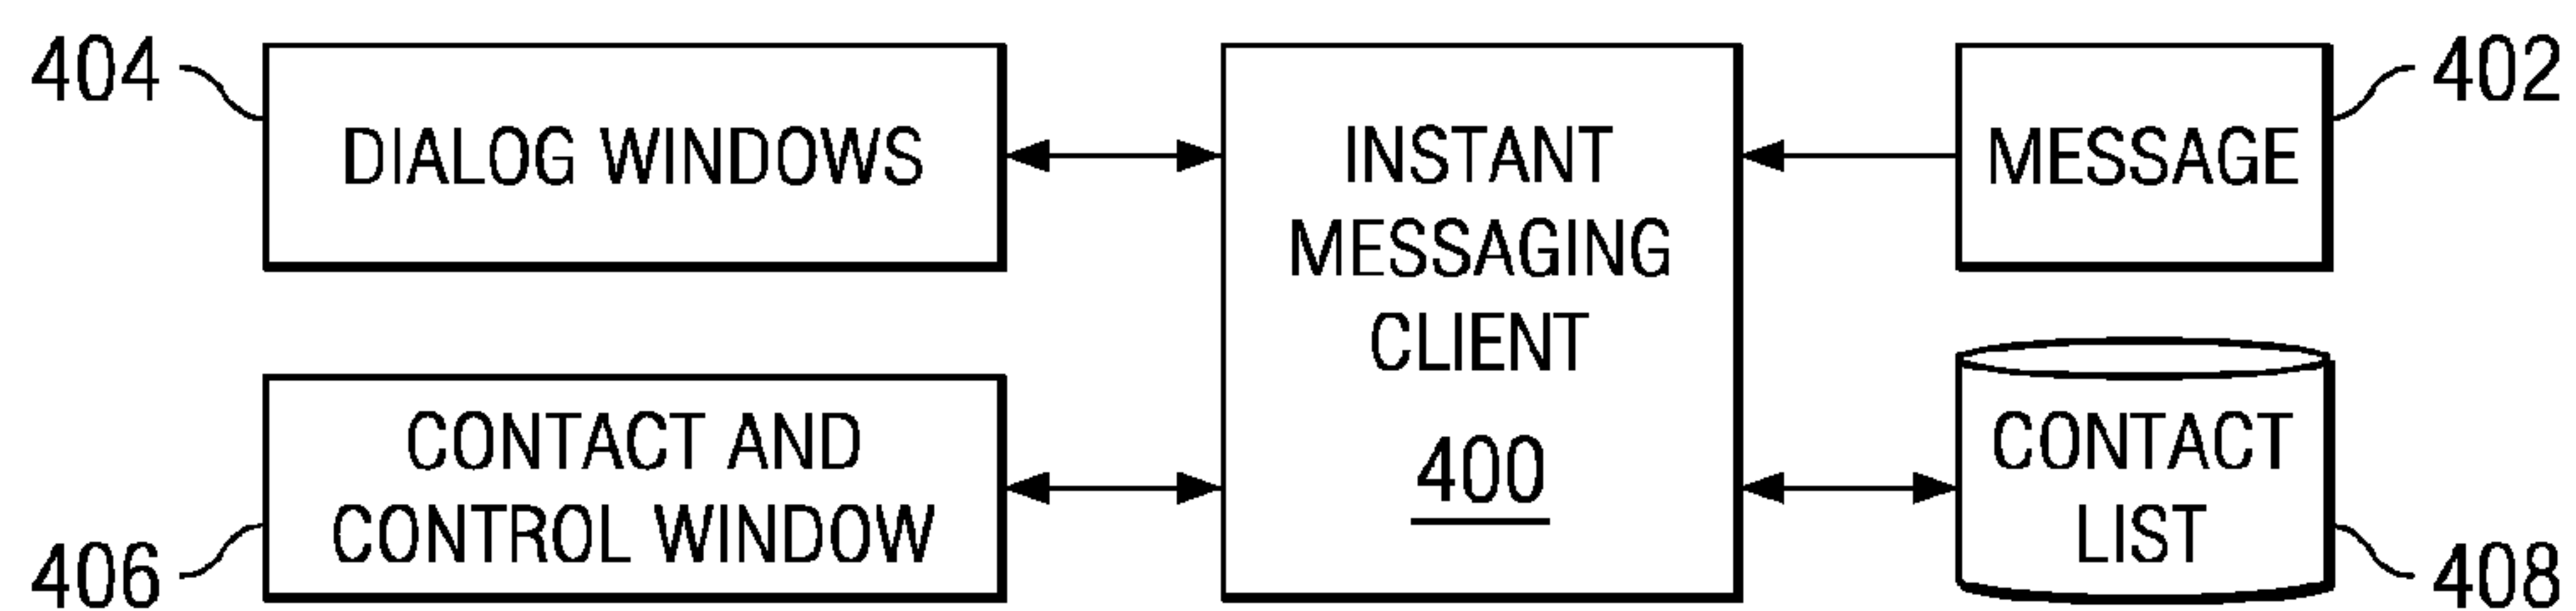 404
DIALOG WINDOWS
406
CONTACT AND
CONTROL WINDOW
INSTANT
MESSAGING
CLIENT
400
402
MESSAGE
CONTACT
LIST
408